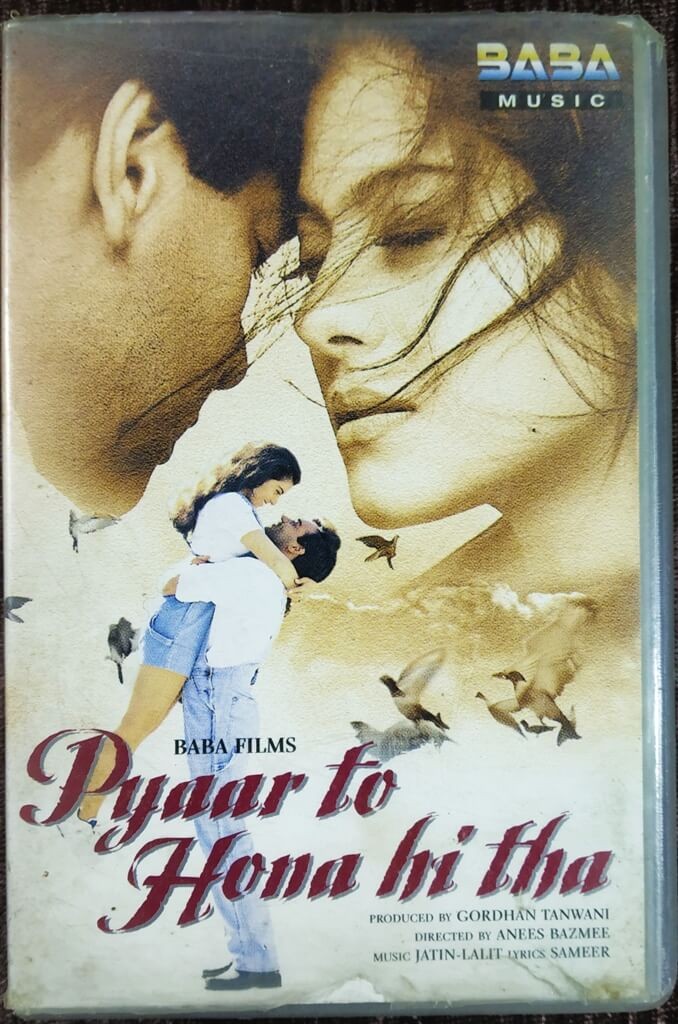 BABA
MUSIC
BABA FILMS
Pyaar to
Hona hi tha
PRODUCED BY GORDHAN TANWANI
DIRECTED BY ANEES BAZMEE
MUSIC JATIN-LALIT LYRICS SAMEER